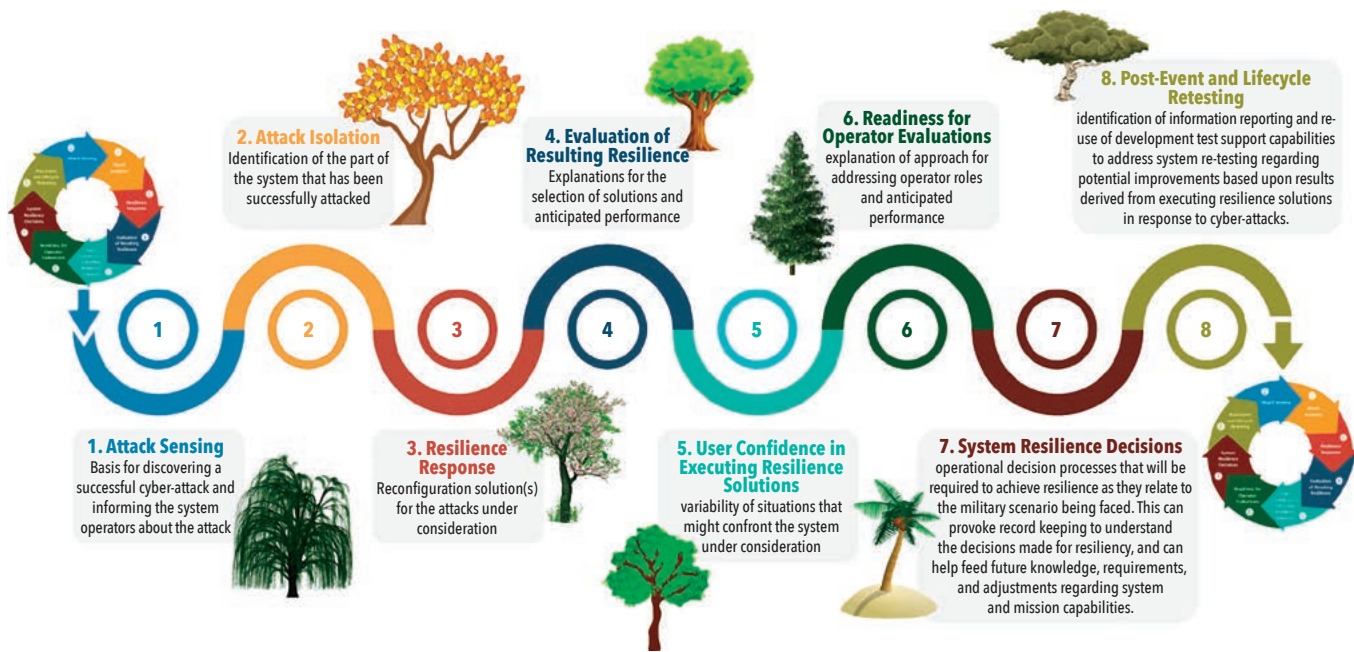 2. Attack Isolation
Identification of the part of
the system that has been
successfully attacked
4. Evaluation of
Resulting Resilience
Explanations for the
selection of solutions and
anticipated performance
6. Readiness for
Operator Evaluations
explanation of approach for
addressing operator roles
and anticipated
performance
8. Post-Event and Lifecycle
Retesting
identification of information reporting and re-
use of development test support capabilities
to address system re-testing regarding
potential improvements based upon results
derived from executing resilience solutions
in response to cyber-attacks.
1
2
3
4
5
6
7
8
1. Attack Sensing
Basis for discovering a
successful cyber-attack and
informing the system
operators about the attack
3. Resilience
Response
Reconfiguration solution(s)
for the attacks under
consideration
5. User Confidence in
Executing Resilience
Solutions
variability of situations that
might confront the system
under consideration
7. System Resilience Decisions
operational decision processes that will be
required to achieve resilience as they relate to
the military scenario being faced. This can
provoke record keeping to understand
the decisions made for resiliency, and can
help feed future knowledge, requirements,
and adjustments regarding system
and mission capabilities.